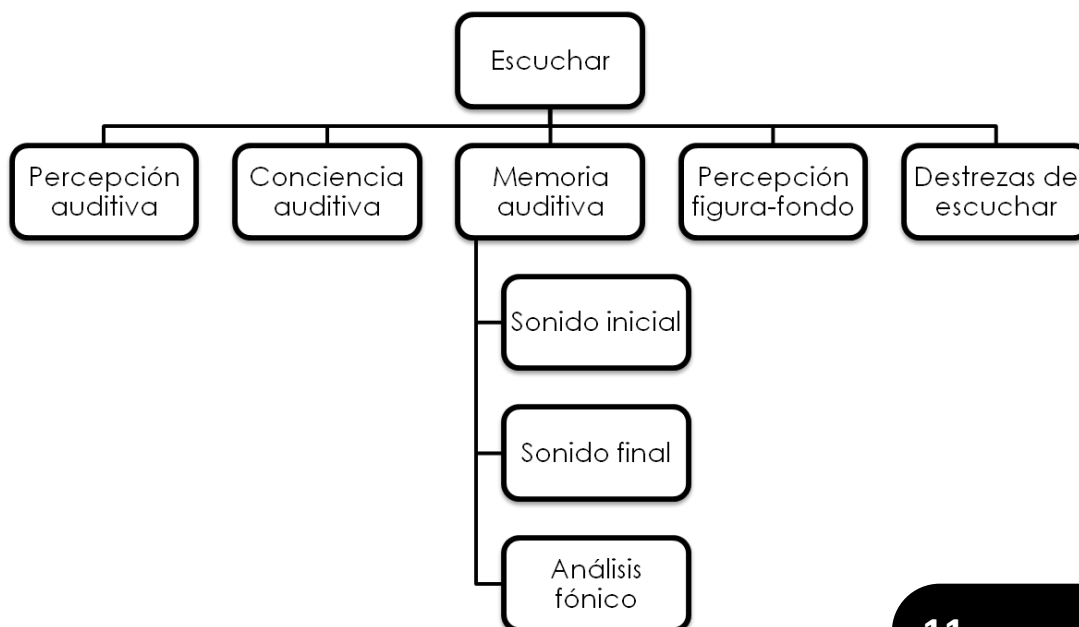 Escuchar
Percepción
auditiva
Conciencia
auditiva
Memoria
auditiva
Percepción
figura-fondo
Destrezas de
escuchar
Sonido inicial
Sonido final
Análisis
fónico
11